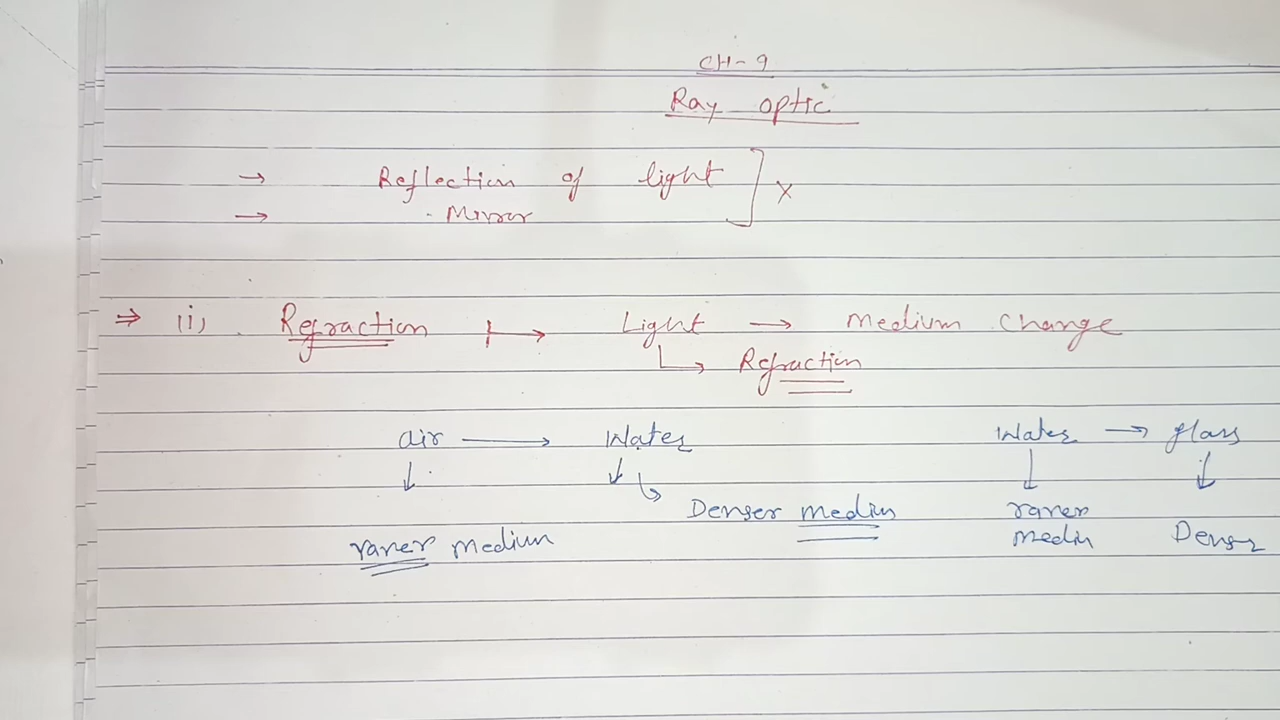 CH-9
Ray optic
→ Reflection of light ] x
→ Mirror
⇒ (i) Refraction ↦ Light → medium change
↳ Refraction
air → Water Water → glass
↓ ↓ ↳ ↓ ↓
Denser medium rarer
rarer medium medium Denser